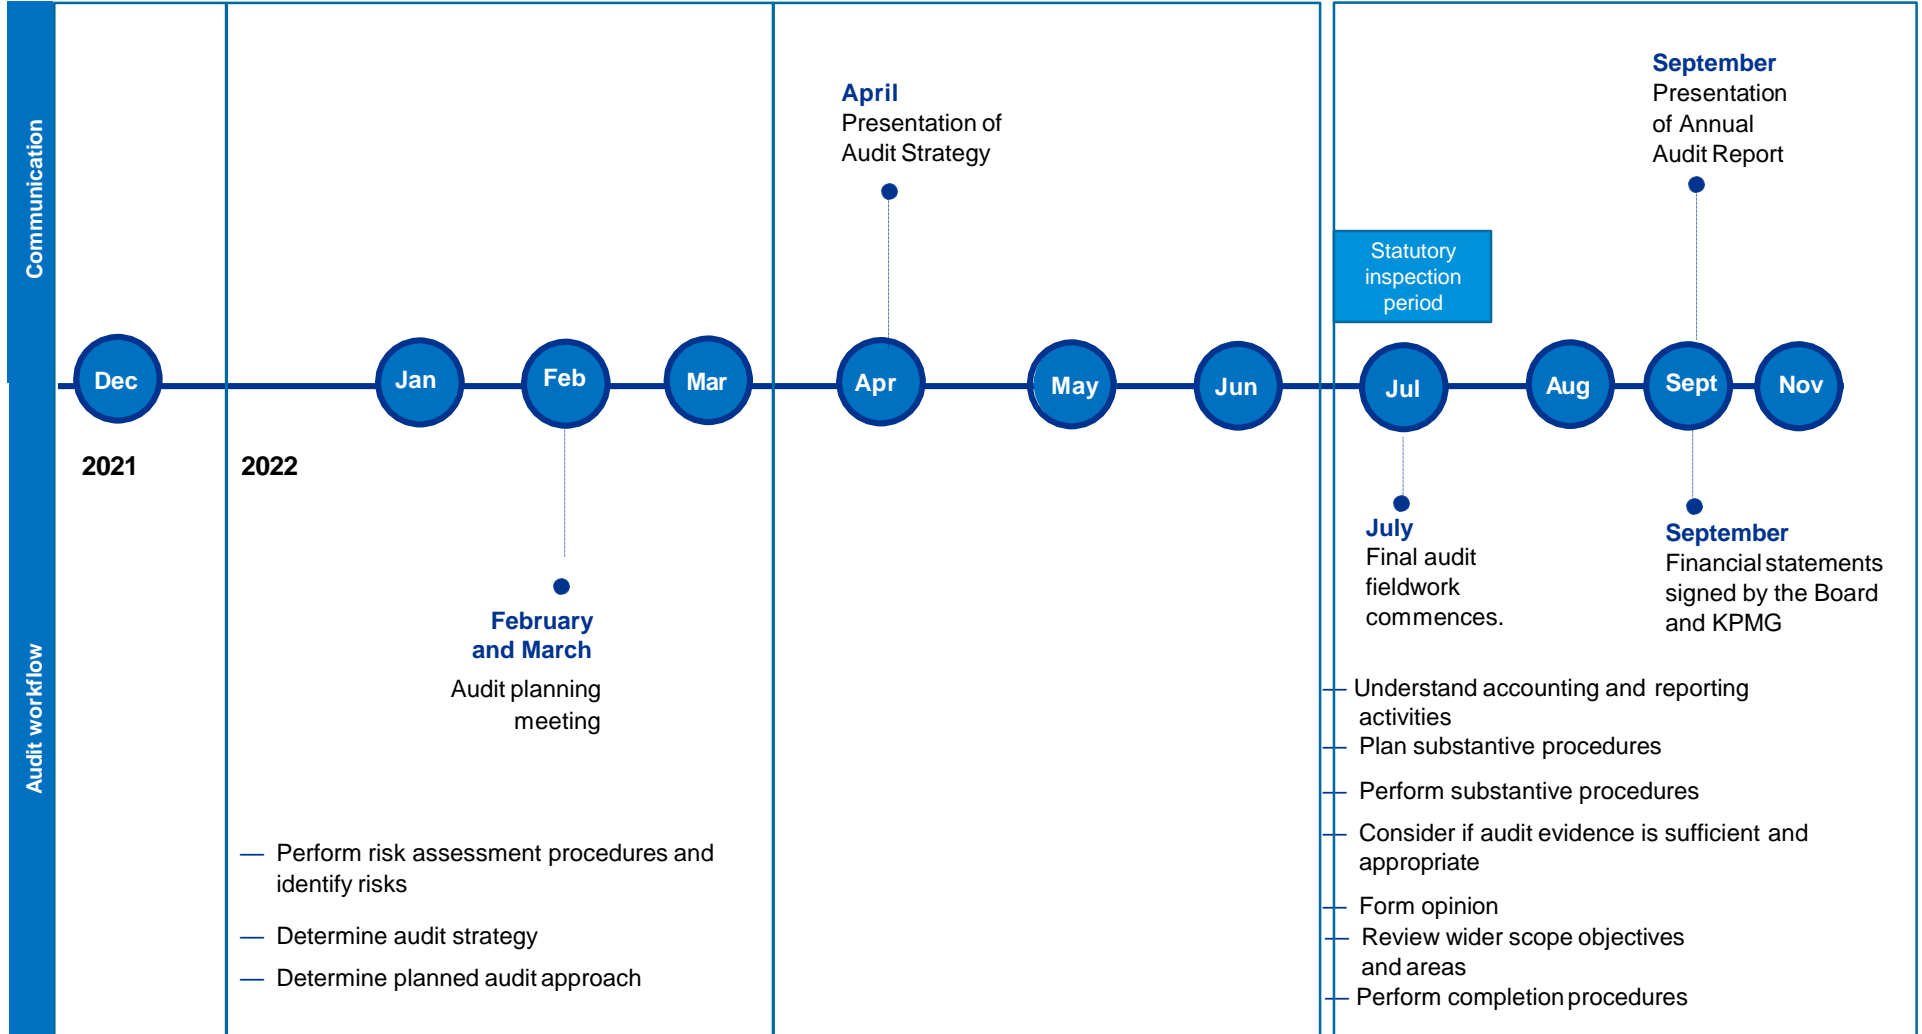 Communication
April
Presentation of
Audit Strategy
September
Presentation
of Annual
Audit Report
Statutory
inspection
period
Dec
Jan
Feb
Mar
Apr
May
Jun
Jul
Aug
Sept
Nov
2021
2022
Audit workflow
February
and March
Audit planning
meeting
July
Final audit
fieldwork
commences.
September
Financial statements
signed by the Board
and KPMG
— Perform risk assessment procedures and
identify risks
— Determine audit strategy
— Determine planned audit approach
— Understand accounting and reporting
activities
— Plan substantive procedures
— Perform substantive procedures
— Consider if audit evidence is sufficient and
appropriate
— Form opinion
— Review wider scope objectives
and areas
— Perform completion procedures